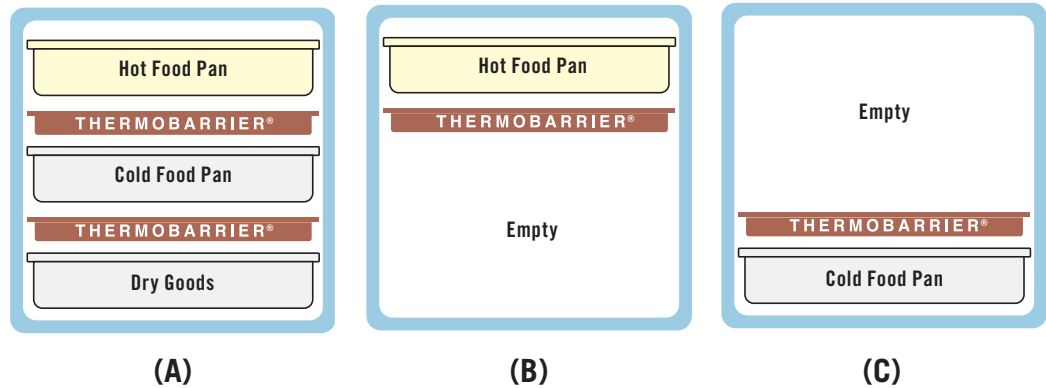 Hot Food Pan
THERMOBARRIER®
Cold Food Pan
THERMOBARRIER®
Dry Goods
(A)
Hot Food Pan
THERMOBARRIER®
Empty
(B)
Empty
THERMOBARRIER®
Cold Food Pan
(C)